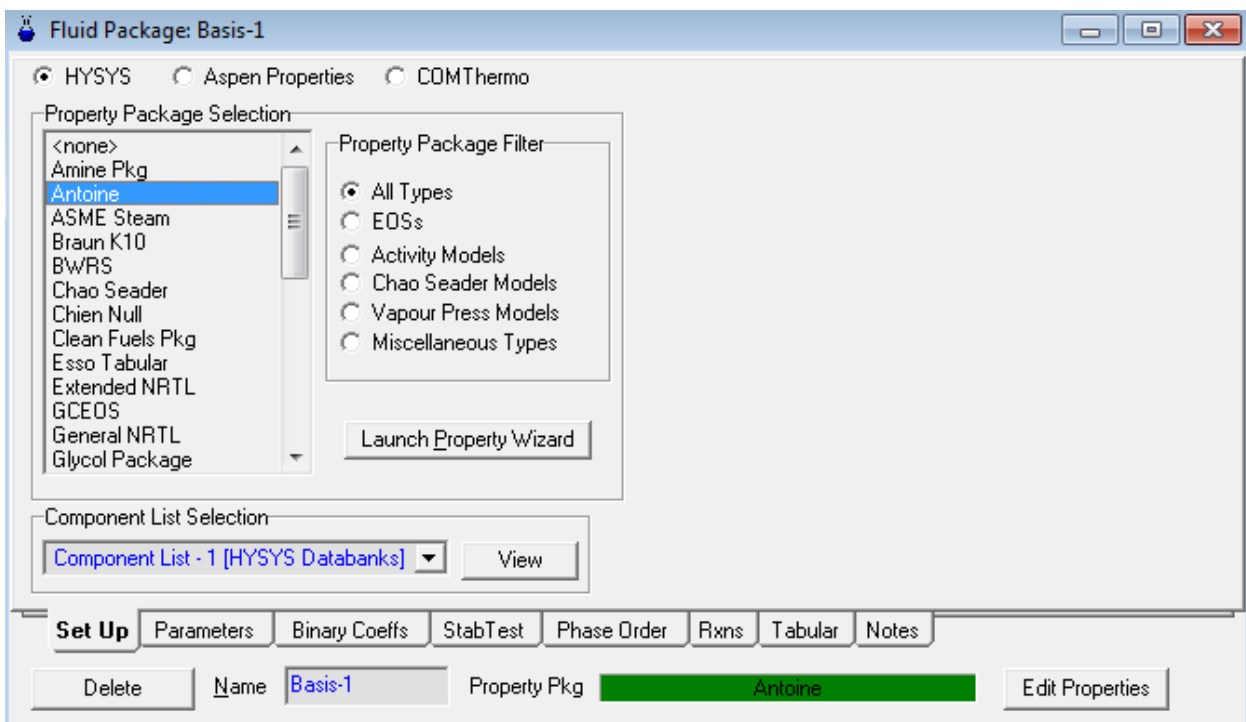 Fluid Package: Basis-1
HYSYS Aspen Properties COMThermo
Property Package Selection
<none>
Amine Pkg
Antoine
ASME Steam
Braun K10
BWRS
Chao Seader
Chien Null
Clean Fuels Pkg
Esso Tabular
Extended NRTL
GCEOS
General NRTL
Glycol Package
Property Package Filter
All Types
EOSs
Activity Models
Chao Seader Models
Vapour Press Models
Miscellaneous Types
Launch Property Wizard
Component List Selection
Component List - 1 [HYSYS Databanks] View
Set Up Parameters Binary Coeffs StabTest Phase Order Rxns Tabular Notes
Delete Name Basis-1 Property Pkg Antoine Edit Properties